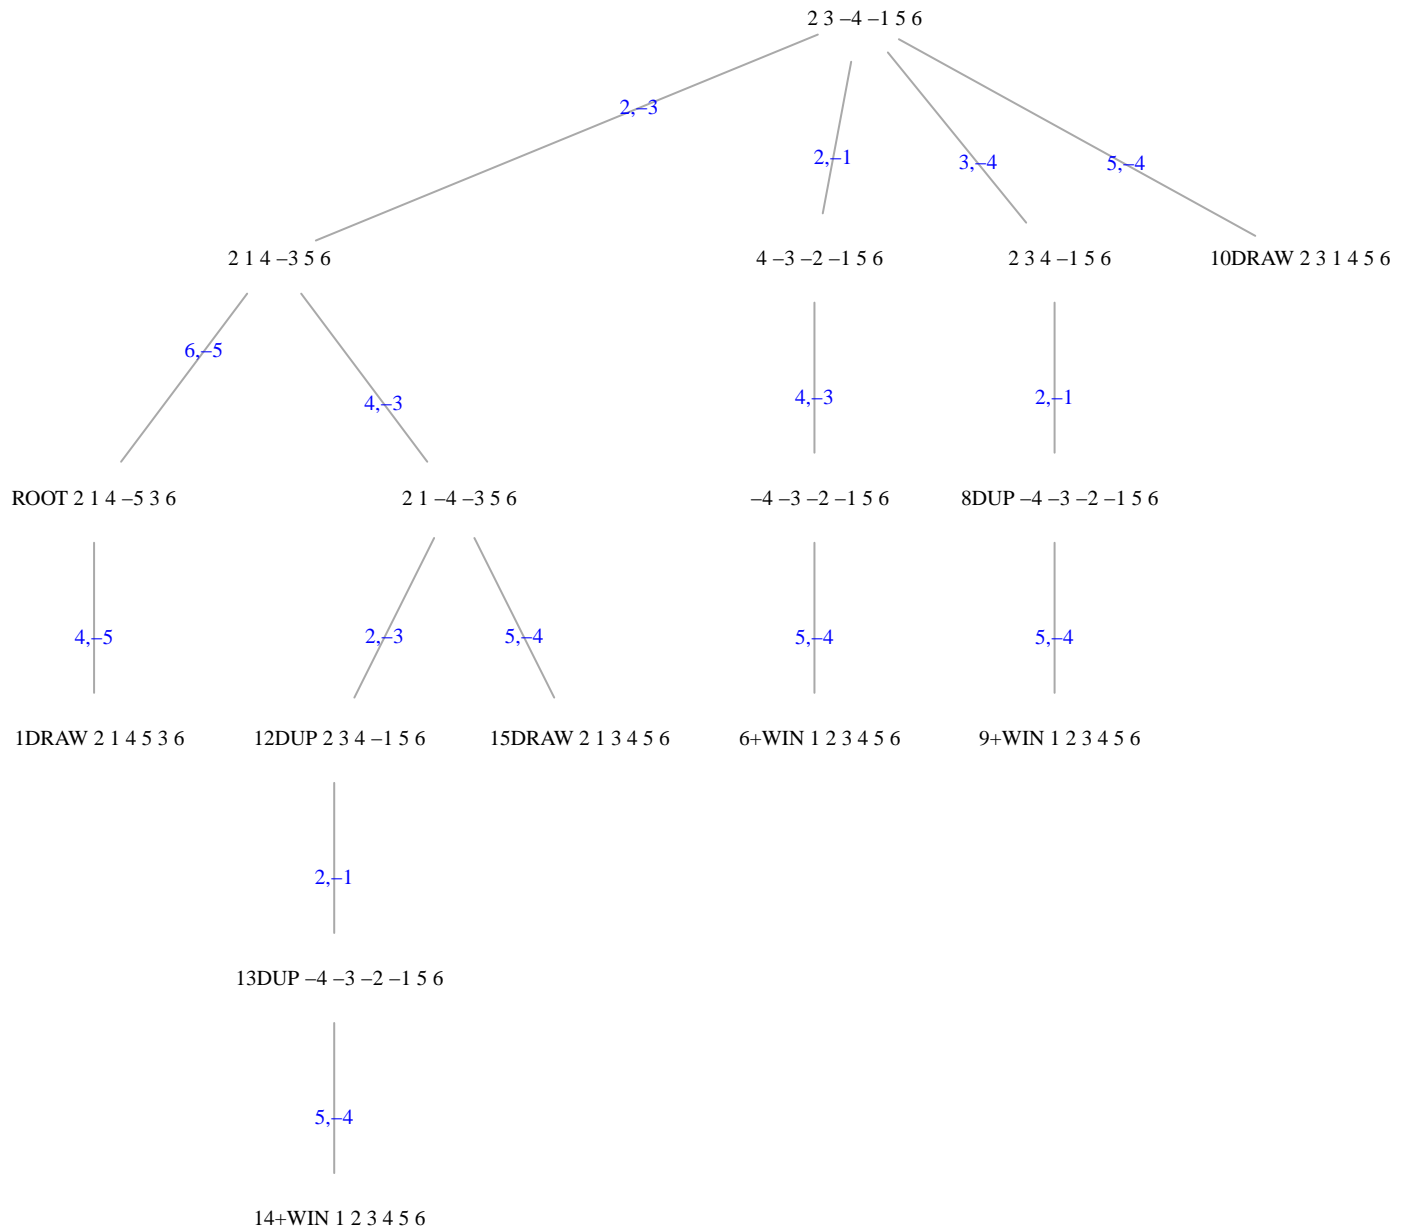 2 3 –4 –1 5 6
2,–3
2,–1
3,–4
5,–4
2 1 4 –3 5 6
4 –3 –2 –1 5 6
2 3 4 –1 5 6
10DRAW 2 3 1 4 5 6
6,–5
4,–3
4,–3
2,–1
ROOT 2 1 4 –5 3 6
2 1 –4 –3 5 6
–4 –3 –2 –1 5 6
8DUP –4 –3 –2 –1 5 6
4,–5
2,–3
5,–4
5,–4
5,–4
1DRAW 2 1 4 5 3 6
12DUP 2 3 4 –1 5 6
15DRAW 2 1 3 4 5 6
6+WIN 1 2 3 4 5 6
9+WIN 1 2 3 4 5 6
2,–1
13DUP –4 –3 –2 –1 5 6
5,–4
14+WIN 1 2 3 4 5 6